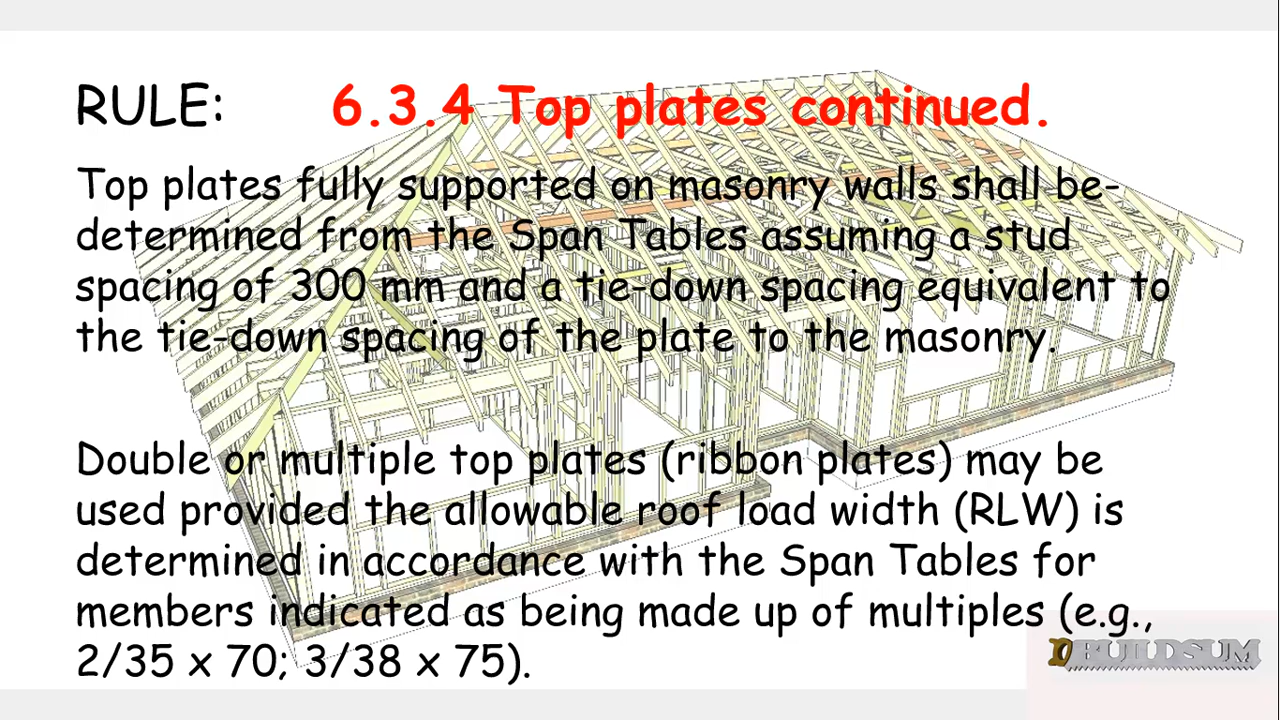 RULE: 6.3.4 Top plates continued.
Top plates fully supported on masonry walls shall be-
determined from the Span Tables assuming a stud
spacing of 300 mm and a tie-down spacing equivalent to
the tie-down spacing of the plate to the masonry.
Double or multiple top plates (ribbon plates) may be
used provided the allowable roof load width (RLW) is
determined in accordance with the Span Tables for
members indicated as being made up of multiples (e.g.,
2/35 x 70; 3/38 x 75).
BUILDSUM